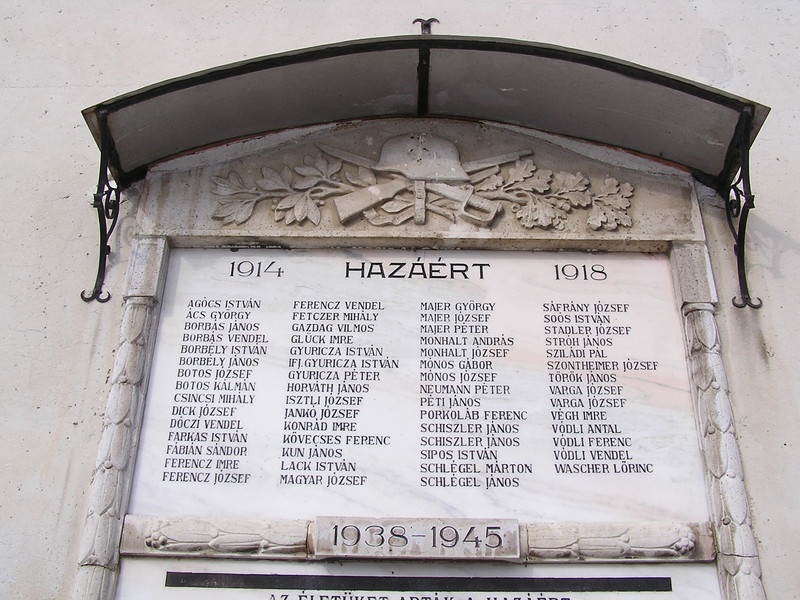 1914 HAZÁÉRT 1918
AGÓCS ISTVÁN
ÁCS GYÖRGY
BORBÁS JÁNOS
BORBÁS VENDEL
BORBÉLY ISTVÁN
BORBÉLY JÁNOS
BOTOS JÓZSEF
BOTOS KÁLMÁN
CSINCSI MIHÁLY
DICK JÓZSEF
DÓCZI VENDEL
FARKAS ISTVÁN
FÁBIÁN SÁNDOR
FERENCZ IMRE
FERENCZ JÓZSEF
FERENCZ VENDEL
FETCZER MIHÁLY
GAZDAG VILMOS
GLÜCK IMRE
GYURICZA ISTVÁN
IFJ.GYURICZA ISTVÁN
GYURICZA PÉTER
HORVÁTH JÁNOS
ISZTLI JÓZSEF
JANKÓ JÓZSEF
KONRÁD IMRE
KÖVECSES FERENC
KUN JÁNOS
LACK ISTVÁN
MAGYAR JÓZSEF
MAJER GYÖRGY
MAJER JÓZSEF
MAJER PÉTER
MONHALT ANDRÁS
MONHALT JÓZSEF
MÓNOS GÁBOR
MÓNOS JÓZSEF
NEUMANN PÉTER
PÉTI JÁNOS
PORKOLÁB FERENC
SCHISZLER JÁNOS
SCHISZLER JÁNOS
SIPOS ISTVÁN
SCHLÉGEL MÁRTON
SCHLÉGEL JÁNOS
SÁFRÁNY JÓZSEF
SOÓS ISTVÁN
STADLER JÓZSEF
STRÓH JÁNOS
SZILÁDI PÁL
SZONTHEIMER JÓZSEF
TÖRÖK JÁNOS
VARGA JÓZSEF
VARGA JÓZSEF
VÉGH IMRE
VÓDLI ANTAL
VÓDLI FERENC
VÓDLI VENDEL
WASCHER LŐRINC
1938-1945
AZ ÉLETÜKET ADTÁK A HAZÁÉRT